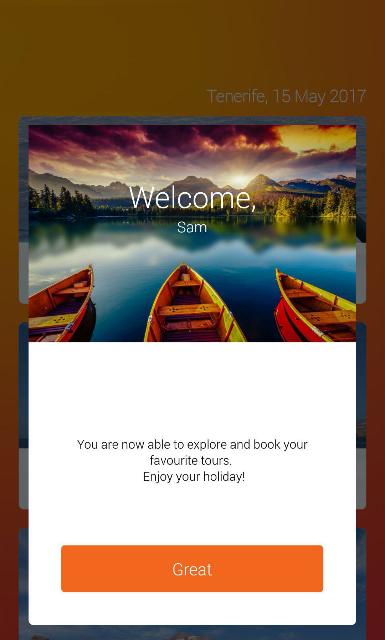 Tenerife, 15 May 2017
Welcome,
Sam
You are now able to explore and book your
favourite tours.
Enjoy your holiday!
Great